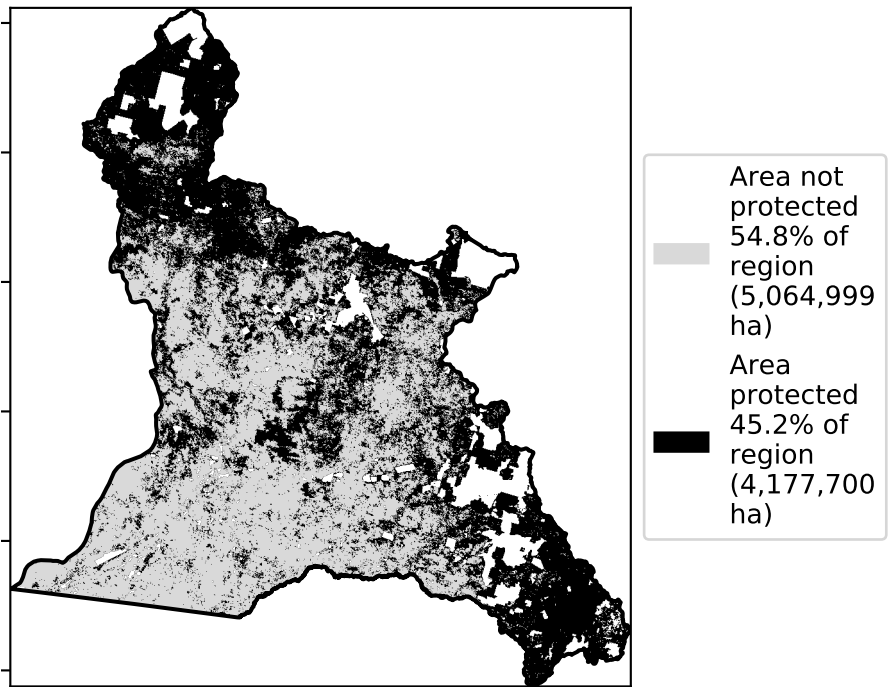 Area not
protected
54.8% of
region
(5,064,999
ha)
Area
protected
45.2% of
region
(4,177,700
ha)